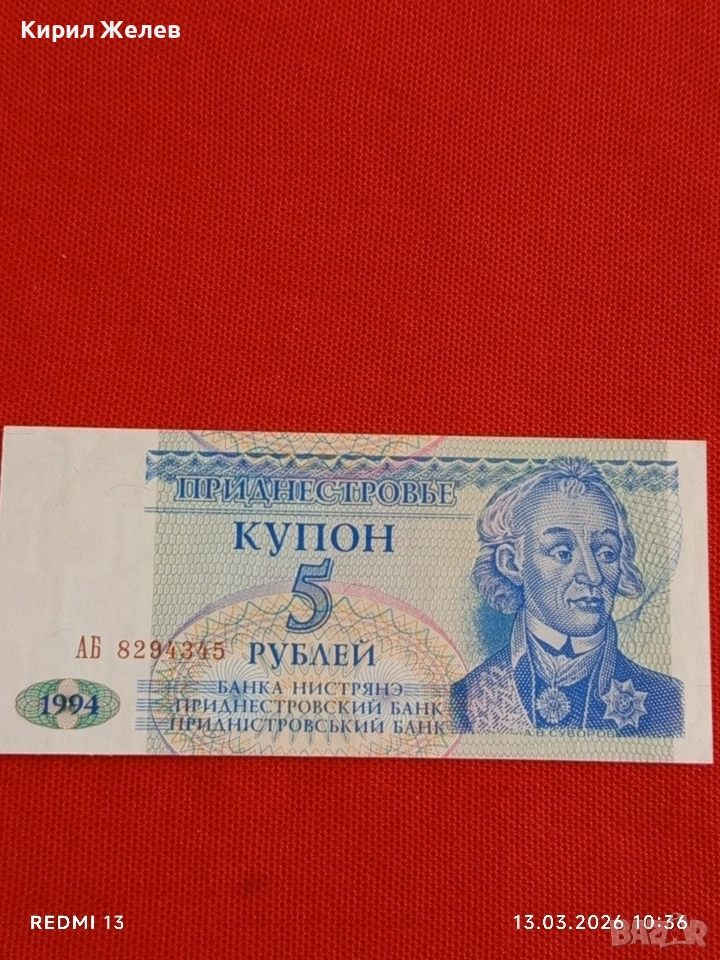 Кирил Желев
ПРИДНЕСТРОВЬЕ
КУПОН
5
РУБЛЕЙ
АБ 8294345
БАНКА НИСТРЯНЭ
ПРИДНЕСТРОВСКИЙ БАНК
ПРИДНІСТРОВСЬКИЙ БАНК
1994
А.В.СУВОРОВ
REDMI 13
13.03.2026 10:36
BAZAR